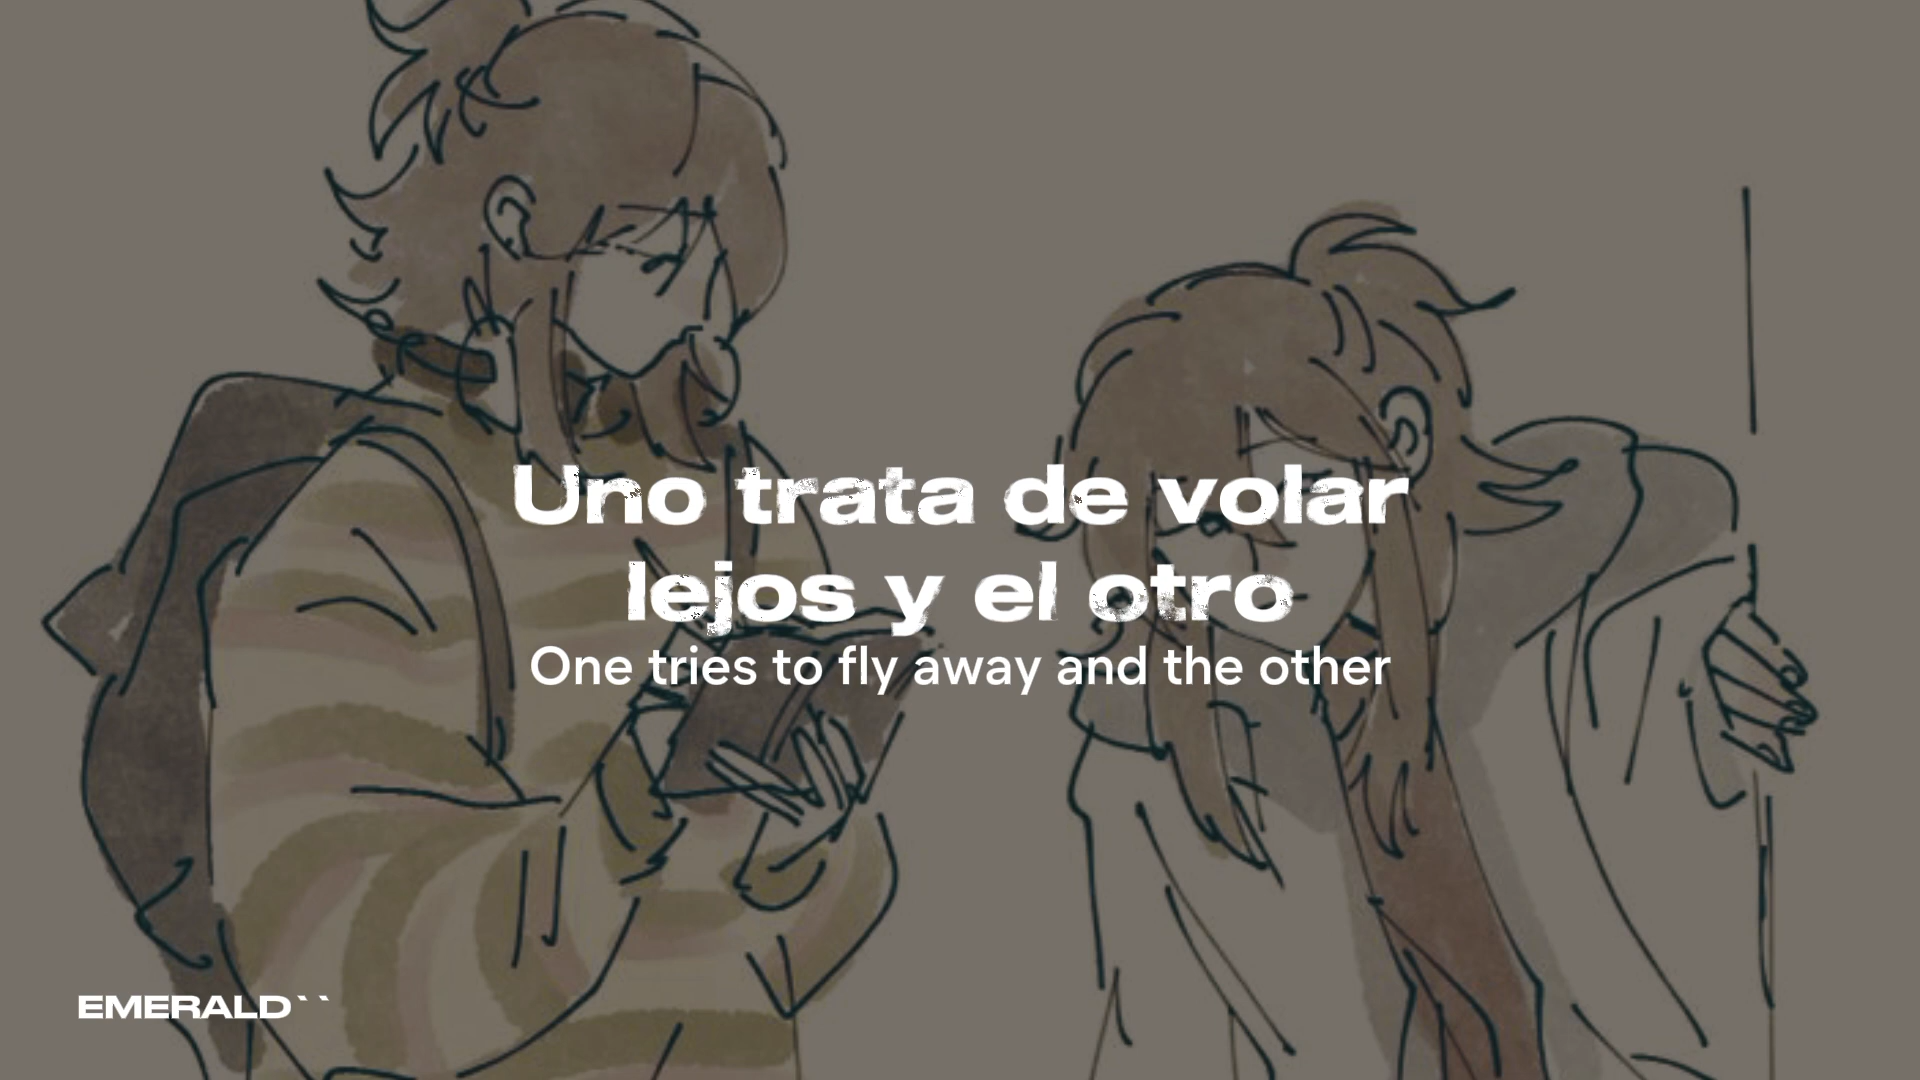 Uno trata de volar
lejos y el otro
One tries to fly away and the other
EMERALD``